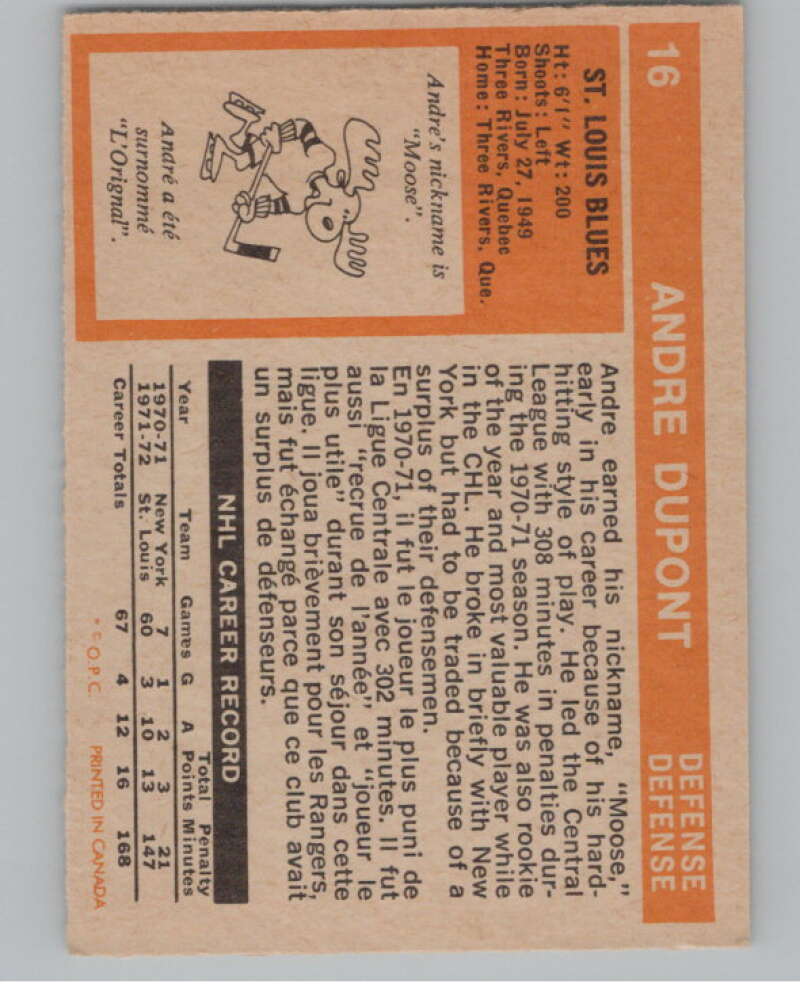 16 ANDRE DUPONT DEFENSE
DEFENSE
ST. LOUIS BLUES
Ht: 6'1" Wt: 200
Shoots: Left
Born: July 27, 1949
Three Rivers, Quebec
Home: Three Rivers, Que.
Andre's nickname is
"Moose".
André a été
surnommé
"L'Orignal".
Andre earned his nickname, "Moose,"
early in his career because of his hard-
hitting style of play. He led the Central
League with 308 minutes in penalties dur-
ing the 1970-71 season. He was also rookie
of the year and most valuable player while
in the CHL. He broke in briefly with New
York but had to be traded because of a
surplus of their defensemen.
En 1970-71, il fut le joueur le plus puni de
la Ligue Centrale avec 302 minutes. Il fut
aussi "recrue de l'année" et "joueur le
plus utile" durant son séjour dans cette
ligue. Il joua brièvement pour les Rangers,
mais fut échangé parce que ce club avait
un surplus de défenseurs.
NHL CAREER RECORD
Total Penalty
Year Team Games G A Points Minutes
1970-71 New York 7 1 2 3 21
1971-72 St. Louis 60 3 10 13 147
Career Totals 67 4 12 16 168
* © O.P.C. PRINTED IN CANADA